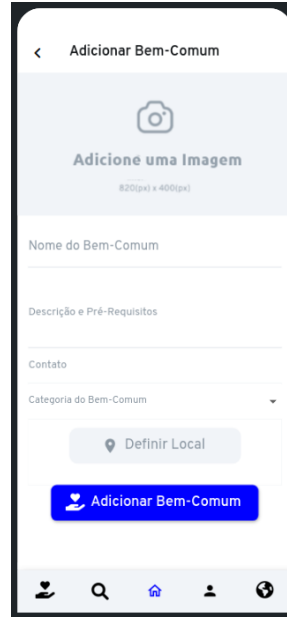 Adicionar Bem-Comum
Adicione uma Imagem
820(px) x 400(px)
Nome do Bem-Comum
Descrição e Pré-Requisitos
Contato
Categoria do Bem-Comum
Definir Local
Adicionar Bem-Comum